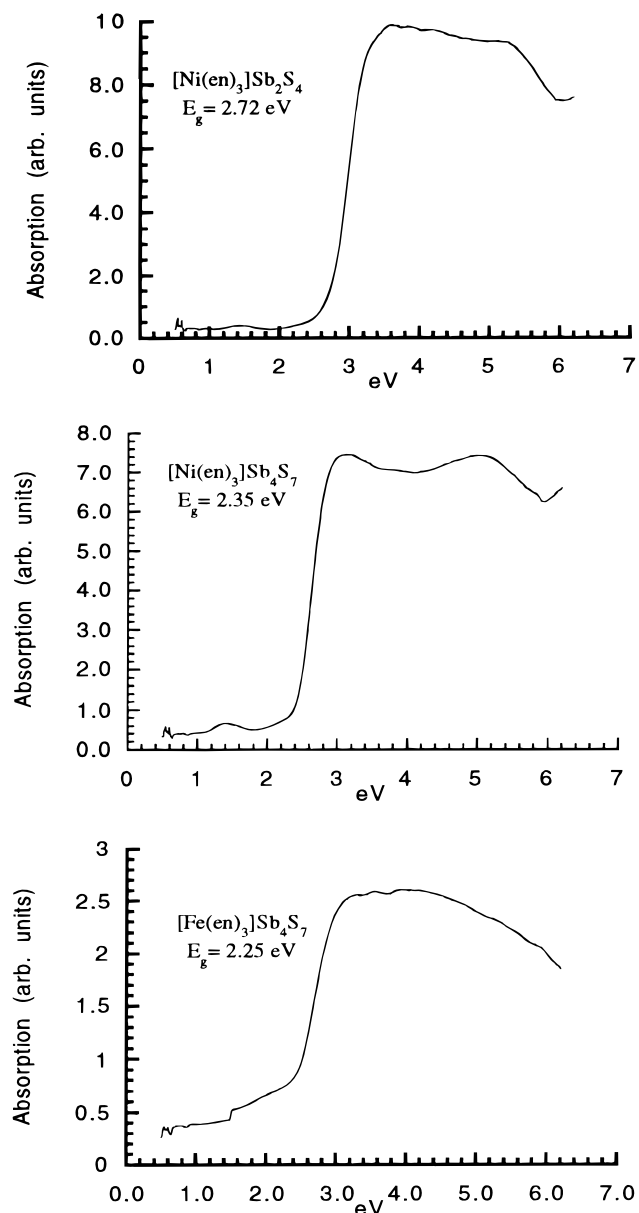 Absorption (arb. units)
10
8.0
6.0
4.0
2.0
0.0
[Ni(en)3]Sb2S4
Eg= 2.72 eV
0 1 2 3 4 5 6 7
eV
Absorption (arb. units)
8.0
7.0
6.0
5.0
4.0
3.0
2.0
1.0
0.0
[Ni(en)3]Sb4S7
Eg= 2.35 eV
0 1 2 3 4 5 6 7
eV
Absorption (arb. units)
3
2.5
2
1.5
1
0.5
0
[Fe(en)3]Sb4S7
Eg= 2.25 eV
0.0 1.0 2.0 3.0 4.0 5.0 6.0 7.0
eV